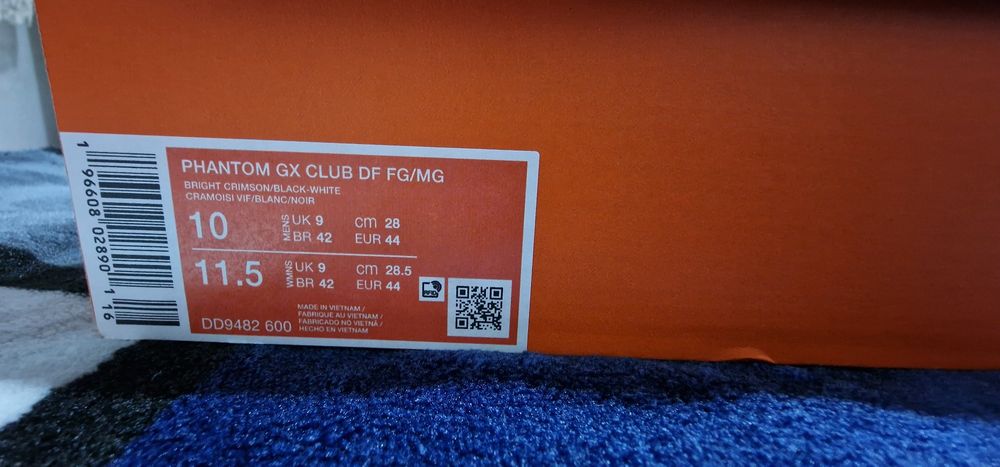 1 96608 02890 1 16
PHANTOM GX CLUB DF FG/MG
BRIGHT CRIMSON/BLACK-WHITE
CRAMOISI VIF/BLANC/NOIR
10 MENS UK 9 cm 28
BR 42 EUR 44
11.5 WMNS UK 9 cm 28.5
BR 42 EUR 44
RFID
DD9482 600
MADE IN VIETNAM /
FABRIQUÉ AU VIETNAM /
FABRICADO NO VIETNÃ /
HECHO EN VIETNAM